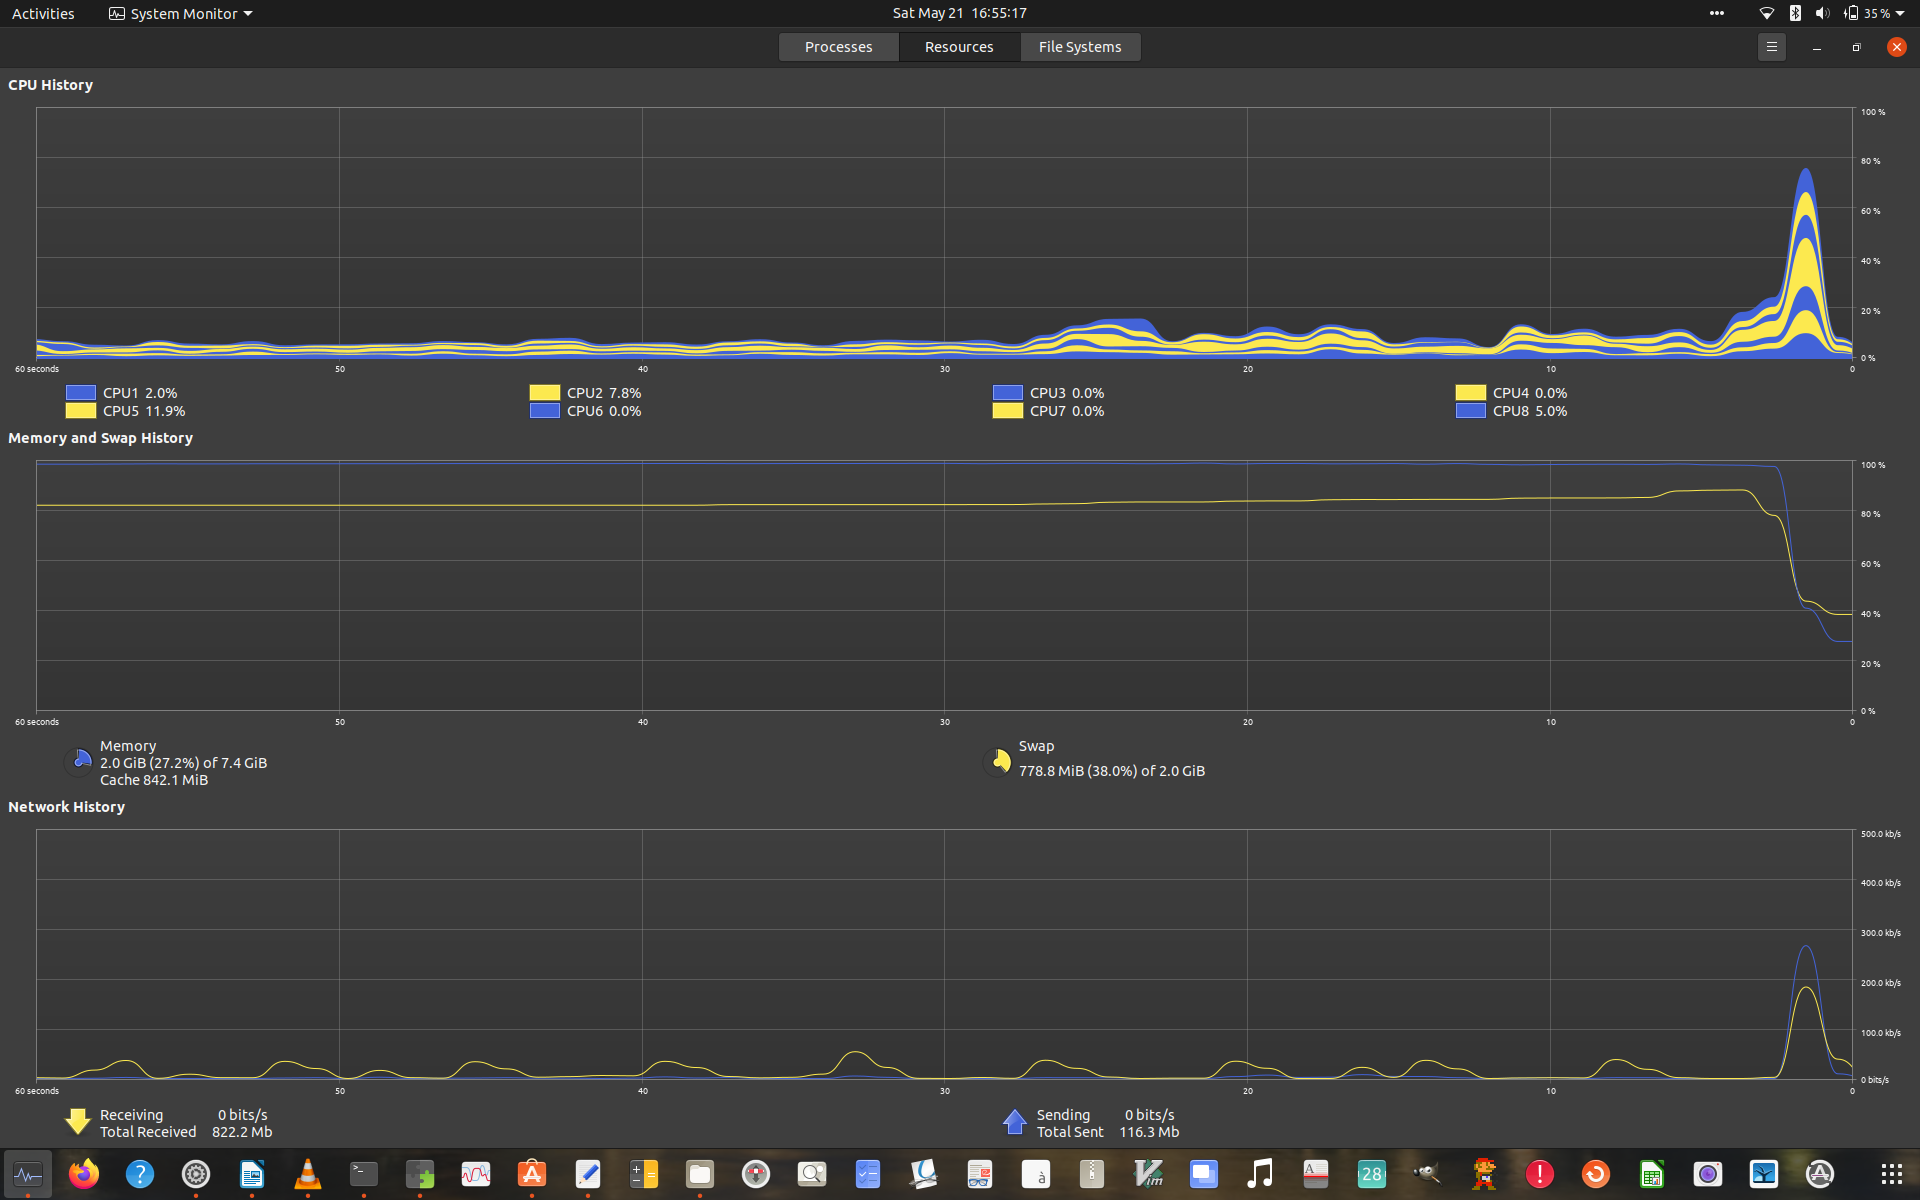 Activities System Monitor Sat May 21 16:55:17 35 %
Processes Resources File Systems
CPU History
100 %
80 %
60 %
40 %
20 %
0 %
60 seconds 50 40 30 20 10 0
CPU1 2.0% CPU2 7.8% CPU3 0.0% CPU4 0.0%
CPU5 11.9% CPU6 0.0% CPU7 0.0% CPU8 5.0%
Memory and Swap History
100 %
80 %
60 %
40 %
20 %
0 %
60 seconds 50 40 30 20 10 0
Memory
2.0 GiB (27.2%) of 7.4 GiB
Cache 842.1 MiB
Swap
778.8 MiB (38.0%) of 2.0 GiB
Network History
500.0 kb/s
400.0 kb/s
300.0 kb/s
200.0 kb/s
100.0 kb/s
0 bits/s
60 seconds 50 40 30 20 10 0
Receiving 0 bits/s
Total Received 822.2 Mb
Sending 0 bits/s
Total Sent 116.3 Mb
? >_ à Vim A 28 !